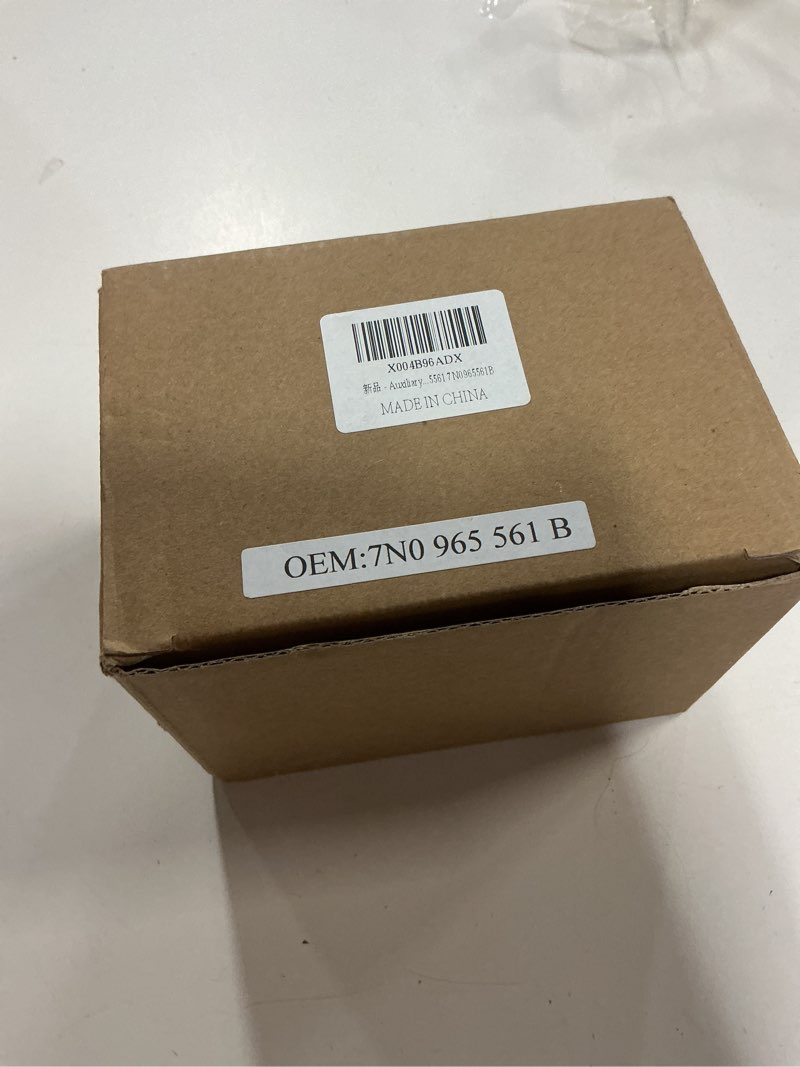 X004B96ADX
新品 - Auxiliary...5561 7N0965561B
MADE IN CHINA
OEM:7N0 965 561 B